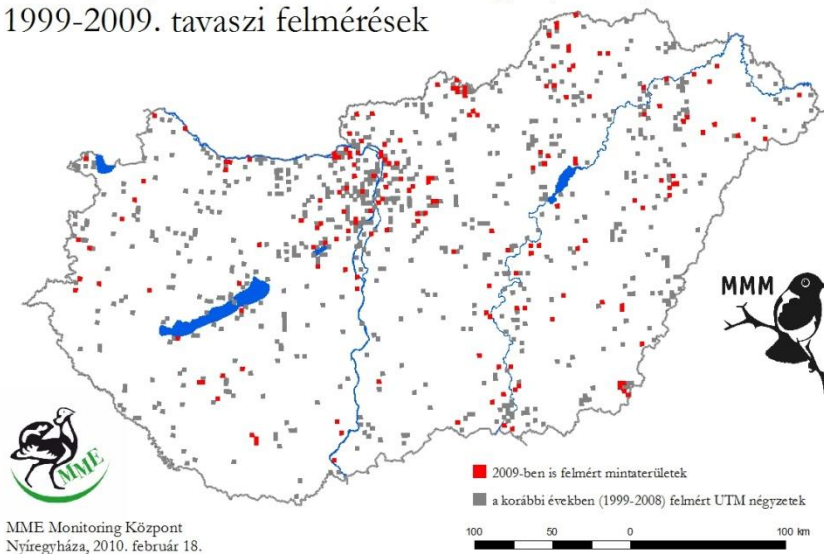 1999-2009. tavaszi felmérések
MMM
MME
2009-ben is felmért mintaterületek
a korábbi években (1999-2008) felmért UTM négyzetek
MME Monitoring Központ
Nyíregyháza, 2010. február 18.
100 50 0 100 km